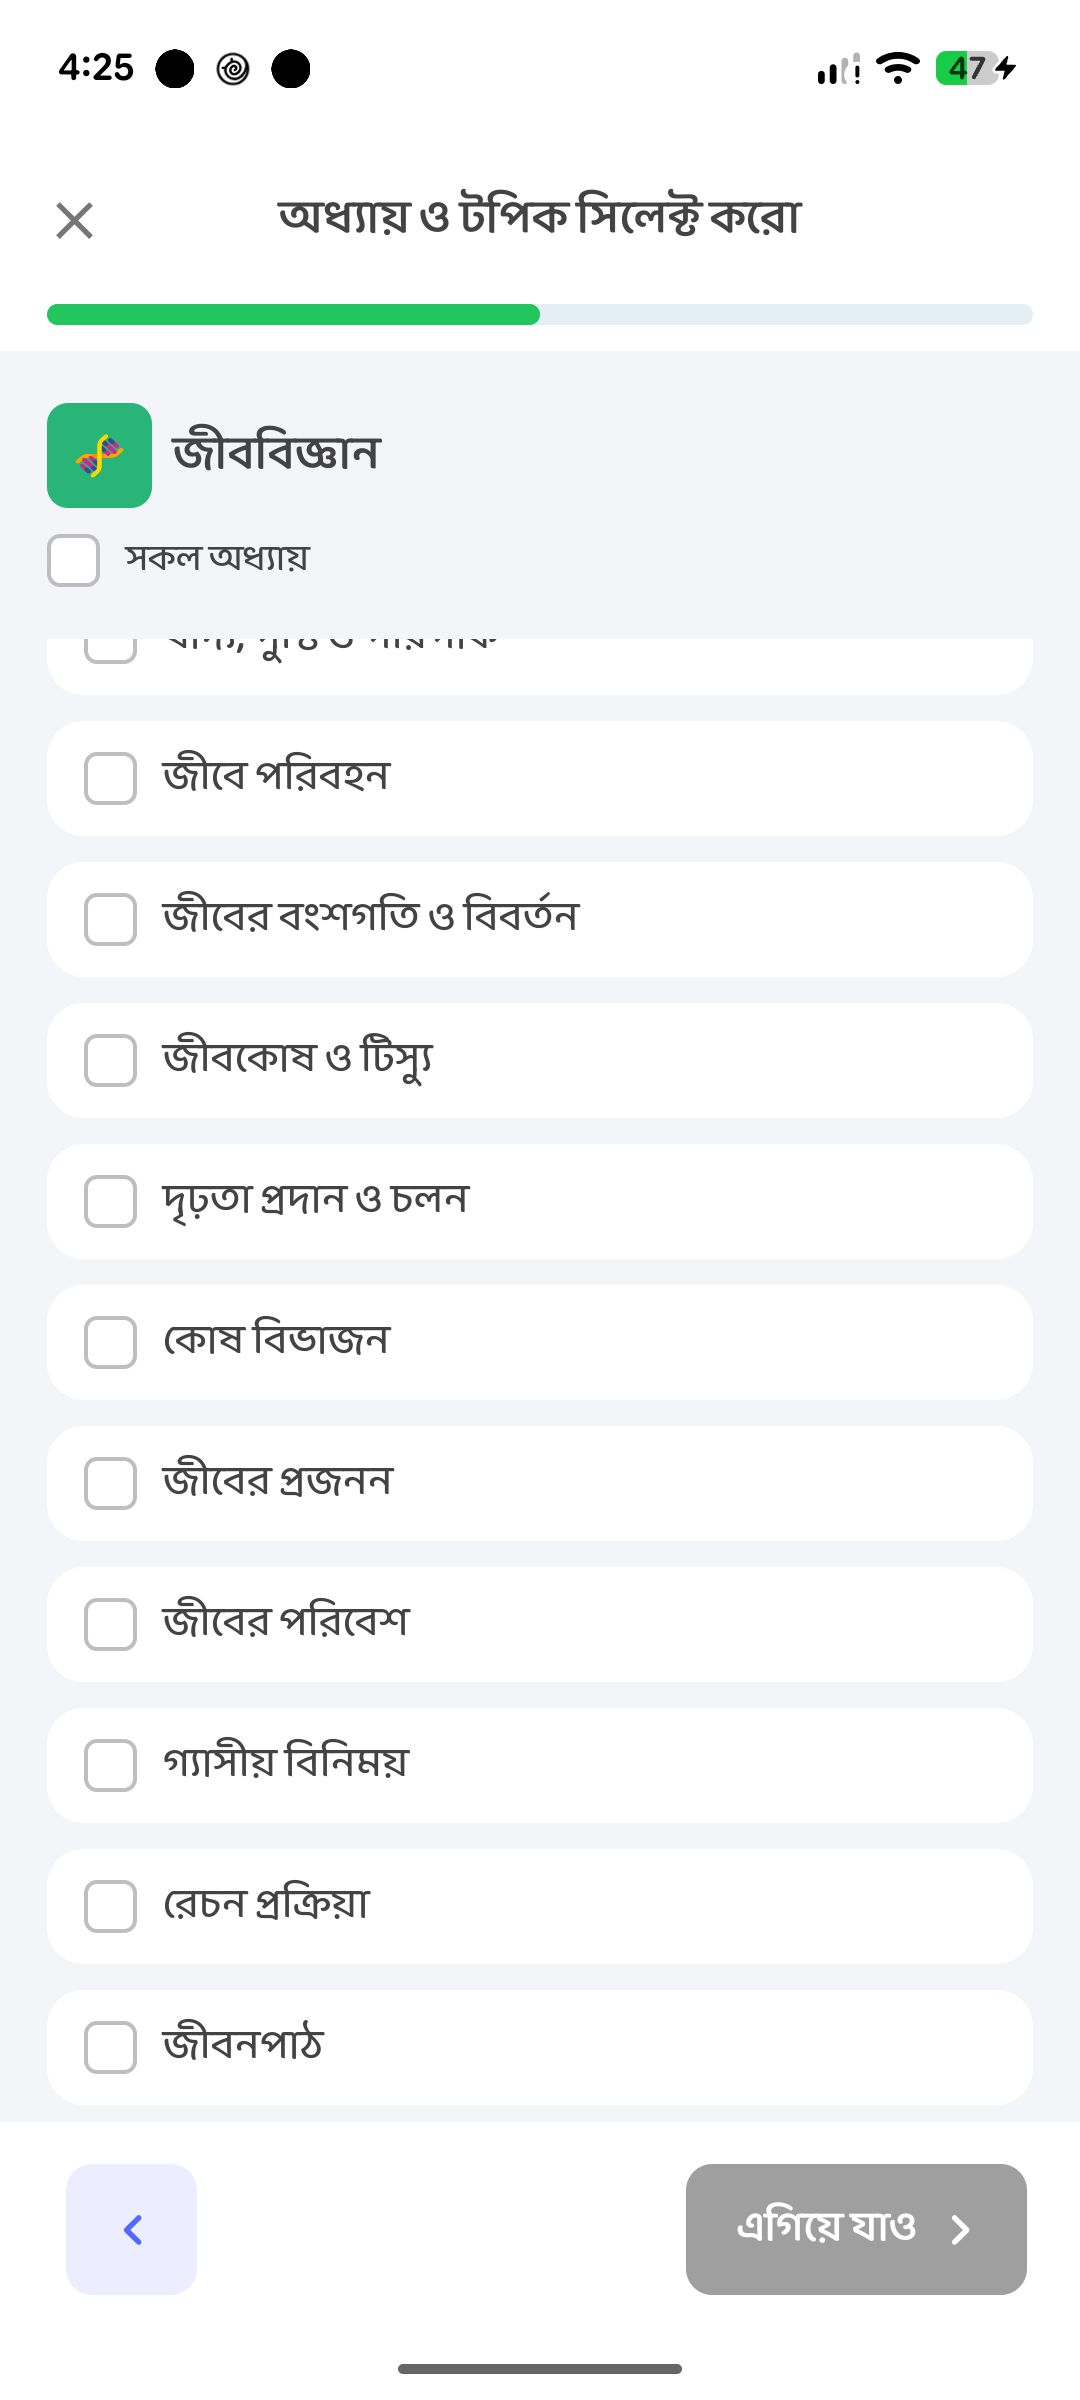 4:25
47
অধ্যায় ও টপিক সিলেক্ট করো
জীববিজ্ঞান
সকল অধ্যায়
জীবে পরিবহন
জীবের বংশগতি ও বিবর্তন
জীবকোষ ও টিস্যু
দৃঢ়তা প্রদান ও চলন
কোষ বিভাজন
জীবের প্রজনন
জীবের পরিবেশ
গ্যাসীয় বিনিময়
রেচন প্রক্রিয়া
জীবনপাঠ
এগিয়ে যাও